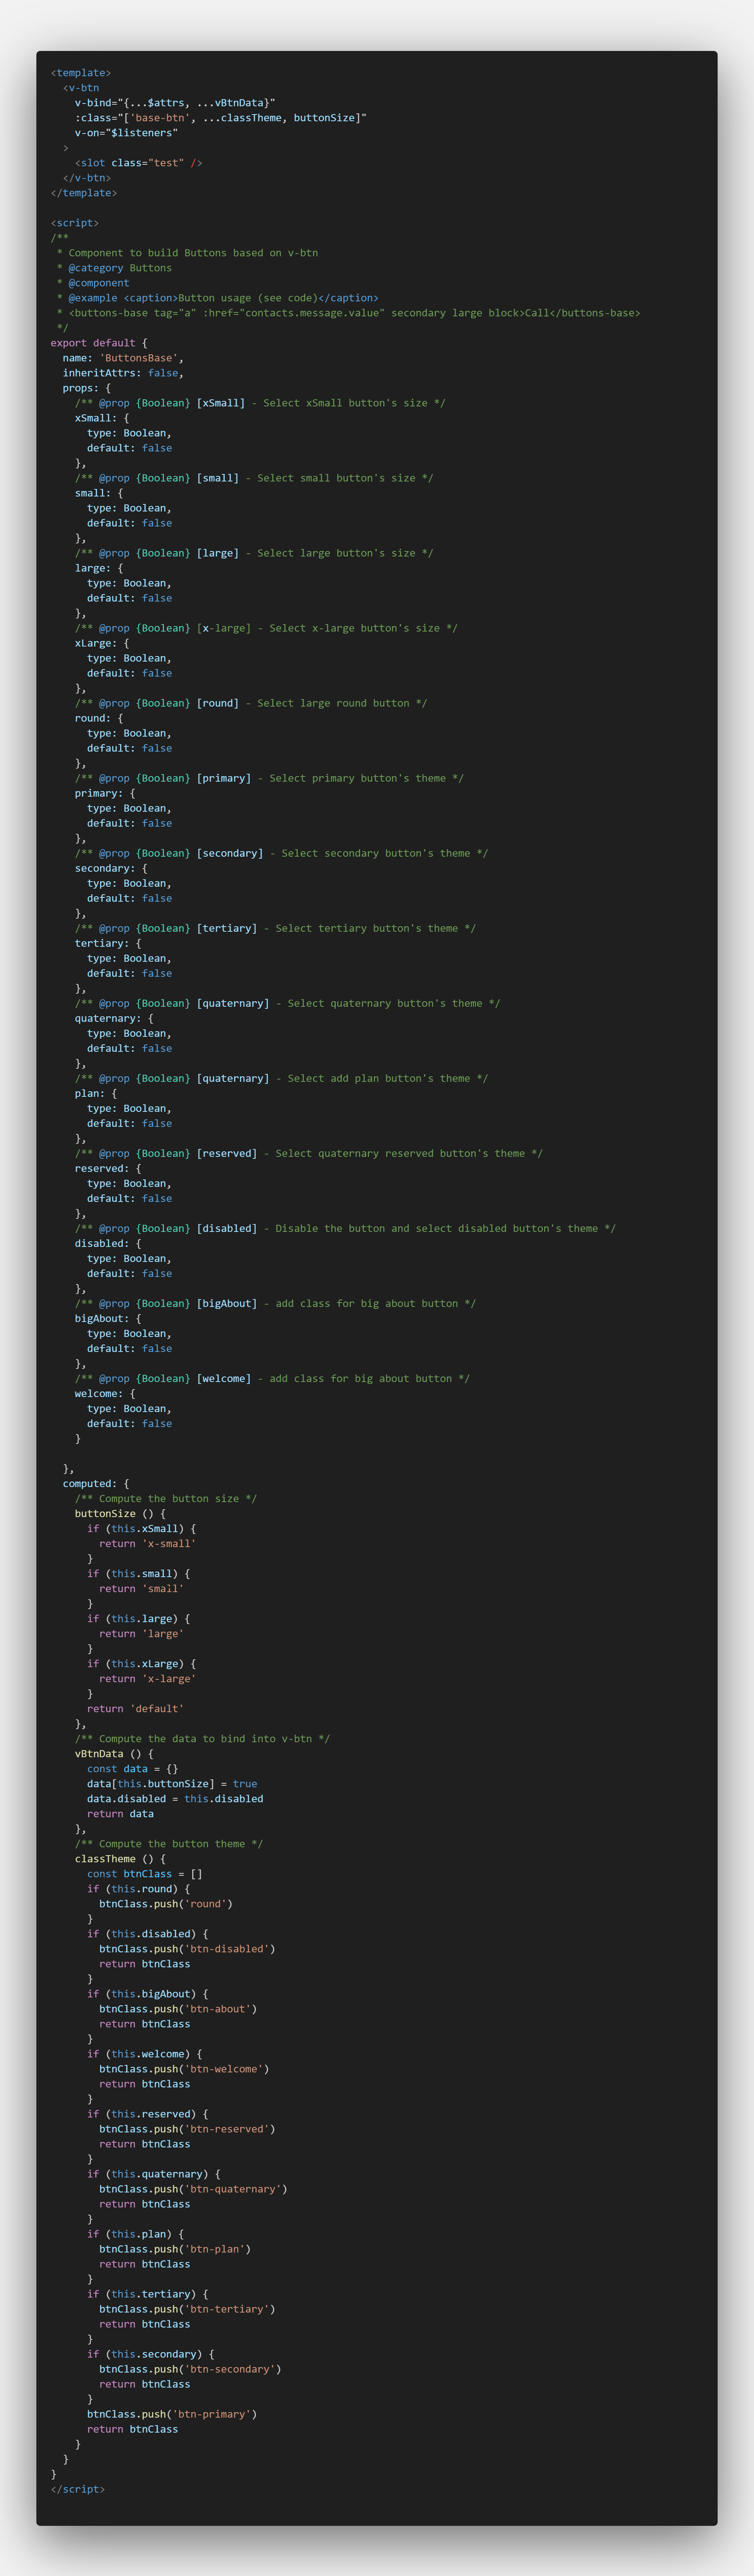 <template>
  <v-btn
    v-bind="{...$attrs, ...vBtnData}"
    :class="['base-btn', ...classTheme, buttonSize]"
    v-on="$listeners"
  >
    <slot class="test" />
  </v-btn>
</template>

<script>
/**
 * Component to build Buttons based on v-btn
 * @category Buttons
 * @component
 * @example <caption>Button usage (see code)</caption>
 * <buttons-base tag="a" :href="contacts.message.value" secondary large block>Call</buttons-base>
 */
export default {
  name: 'ButtonsBase',
  inheritAttrs: false,
  props: {
    /** @prop {Boolean} [xSmall] - Select xSmall button's size */
    xSmall: {
      type: Boolean,
      default: false
    },
    /** @prop {Boolean} [small] - Select small button's size */
    small: {
      type: Boolean,
      default: false
    },
    /** @prop {Boolean} [large] - Select large button's size */
    large: {
      type: Boolean,
      default: false
    },
    /** @prop {Boolean} [x-large] - Select x-large button's size */
    xLarge: {
      type: Boolean,
      default: false
    },
    /** @prop {Boolean} [round] - Select large round button */
    round: {
      type: Boolean,
      default: false
    },
    /** @prop {Boolean} [primary] - Select primary button's theme */
    primary: {
      type: Boolean,
      default: false
    },
    /** @prop {Boolean} [secondary] - Select secondary button's theme */
    secondary: {
      type: Boolean,
      default: false
    },
    /** @prop {Boolean} [tertiary] - Select tertiary button's theme */
    tertiary: {
      type: Boolean,
      default: false
    },
    /** @prop {Boolean} [quaternary] - Select quaternary button's theme */
    quaternary: {
      type: Boolean,
      default: false
    },
    /** @prop {Boolean} [quaternary] - Select add plan button's theme */
    plan: {
      type: Boolean,
      default: false
    },
    /** @prop {Boolean} [reserved] - Select quaternary reserved button's theme */
    reserved: {
      type: Boolean,
      default: false
    },
    /** @prop {Boolean} [disabled] - Disable the button and select disabled button's theme */
    disabled: {
      type: Boolean,
      default: false
    },
    /** @prop {Boolean} [bigAbout] - add class for big about button */
    bigAbout: {
      type: Boolean,
      default: false
    },
    /** @prop {Boolean} [welcome] - add class for big about button */
    welcome: {
      type: Boolean,
      default: false
    }

  },
  computed: {
    /** Compute the button size */
    buttonSize () {
      if (this.xSmall) {
        return 'x-small'
      }
      if (this.small) {
        return 'small'
      }
      if (this.large) {
        return 'large'
      }
      if (this.xLarge) {
        return 'x-large'
      }
      return 'default'
    },
    /** Compute the data to bind into v-btn */
    vBtnData () {
      const data = {}
      data[this.buttonSize] = true
      data.disabled = this.disabled
      return data
    },
    /** Compute the button theme */
    classTheme () {
      const btnClass = []
      if (this.round) {
        btnClass.push('round')
      }
      if (this.disabled) {
        btnClass.push('btn-disabled')
        return btnClass
      }
      if (this.bigAbout) {
        btnClass.push('btn-about')
        return btnClass
      }
      if (this.welcome) {
        btnClass.push('btn-welcome')
        return btnClass
      }
      if (this.reserved) {
        btnClass.push('btn-reserved')
        return btnClass
      }
      if (this.quaternary) {
        btnClass.push('btn-quaternary')
        return btnClass
      }
      if (this.plan) {
        btnClass.push('btn-plan')
        return btnClass
      }
      if (this.tertiary) {
        btnClass.push('btn-tertiary')
        return btnClass
      }
      if (this.secondary) {
        btnClass.push('btn-secondary')
        return btnClass
      }
      btnClass.push('btn-primary')
      return btnClass
    }
  }
}
</script>